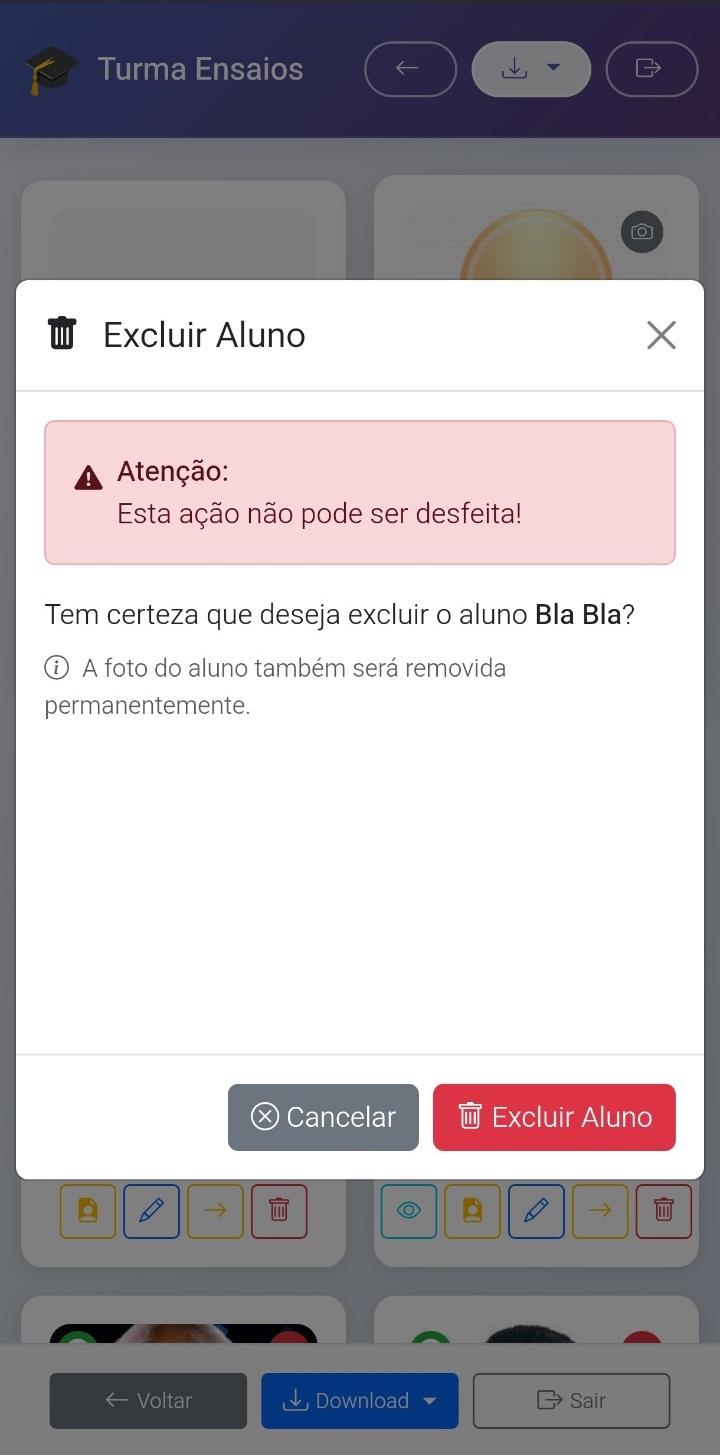 Turma Ensaios
Excluir Aluno
Atenção:
Esta ação não pode ser desfeita!
Tem certeza que deseja excluir o aluno Bla Bla?
A foto do aluno também será removida
permanentemente.
Cancelar
Excluir Aluno
Voltar
Download
Sair